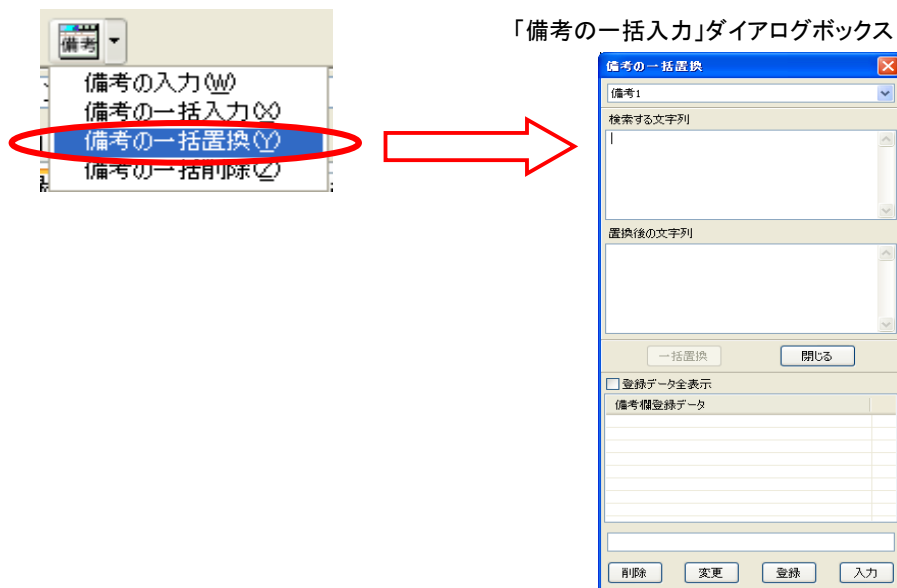 「備考の一括入力」ダイアログボックス
備考
備考の入力(W)
備考の一括入力(X)
備考の一括置換(Y)
備考の一括削除(Z)
備考の一括置換
備考1
検索する文字列
置換後の文字列
一括置換 閉じる
登録データ全表示
備考欄登録データ
削除 変更 登録 入力